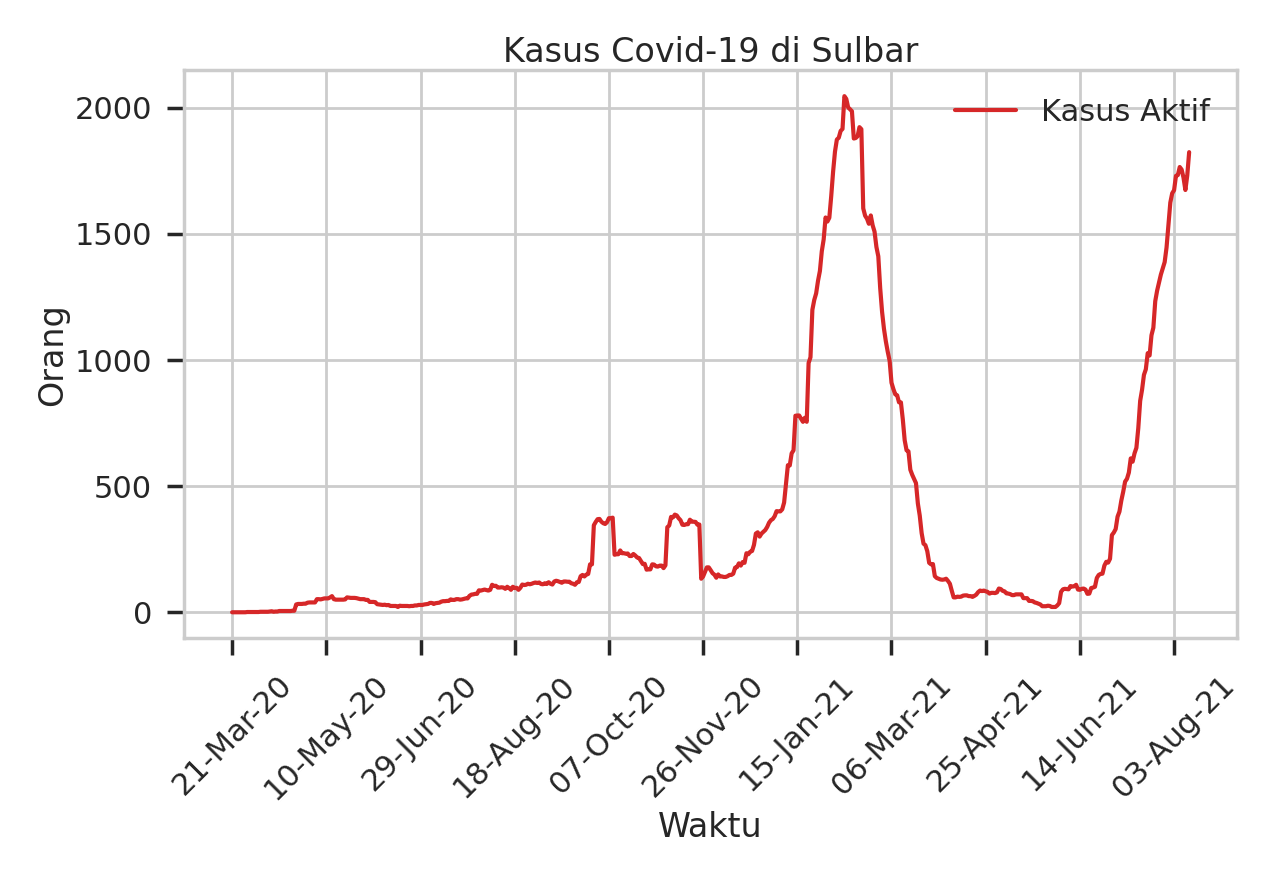 Kasus Covid-19 di Sulbar
Kasus Aktif
Orang
2000
1500
1000
500
0
21-Mar-20
10-May-20
29-Jun-20
18-Aug-20
07-Oct-20
26-Nov-20
15-Jan-21
06-Mar-21
25-Apr-21
14-Jun-21
03-Aug-21
Waktu